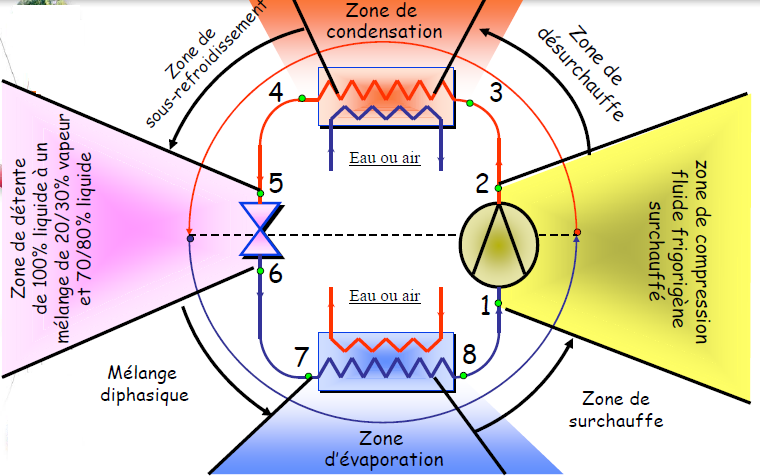 Zone de
condensation
Zone de
sous-refroidissement
Zone de
désurchauffe
4
3
Eau ou air
5
2
Zone de détente
de 100% liquide à un
mélange de 20/30% vapeur
et 70/80% liquide
zone de compression
fluide frigorigène
surchauffé
6
1
Eau ou air
7
8
Mélange
diphasique
Zone de
surchauffe
Zone
d'évaporation